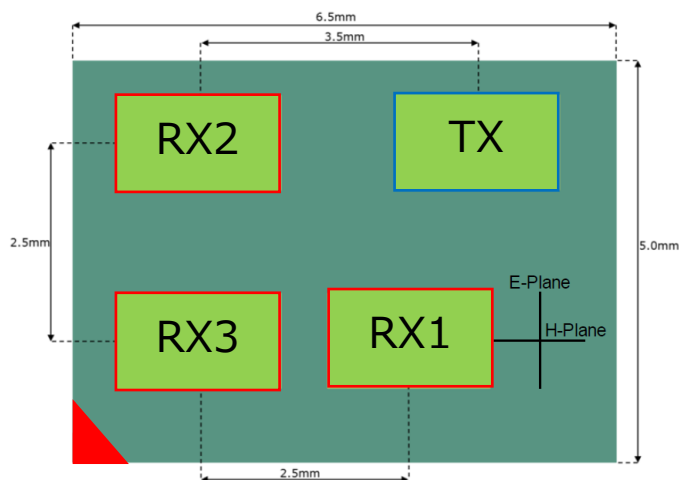 6.5mm
3.5mm
RX2
TX
2.5mm
5.0mm
E-Plane
H-Plane
RX3
RX1
2.5mm